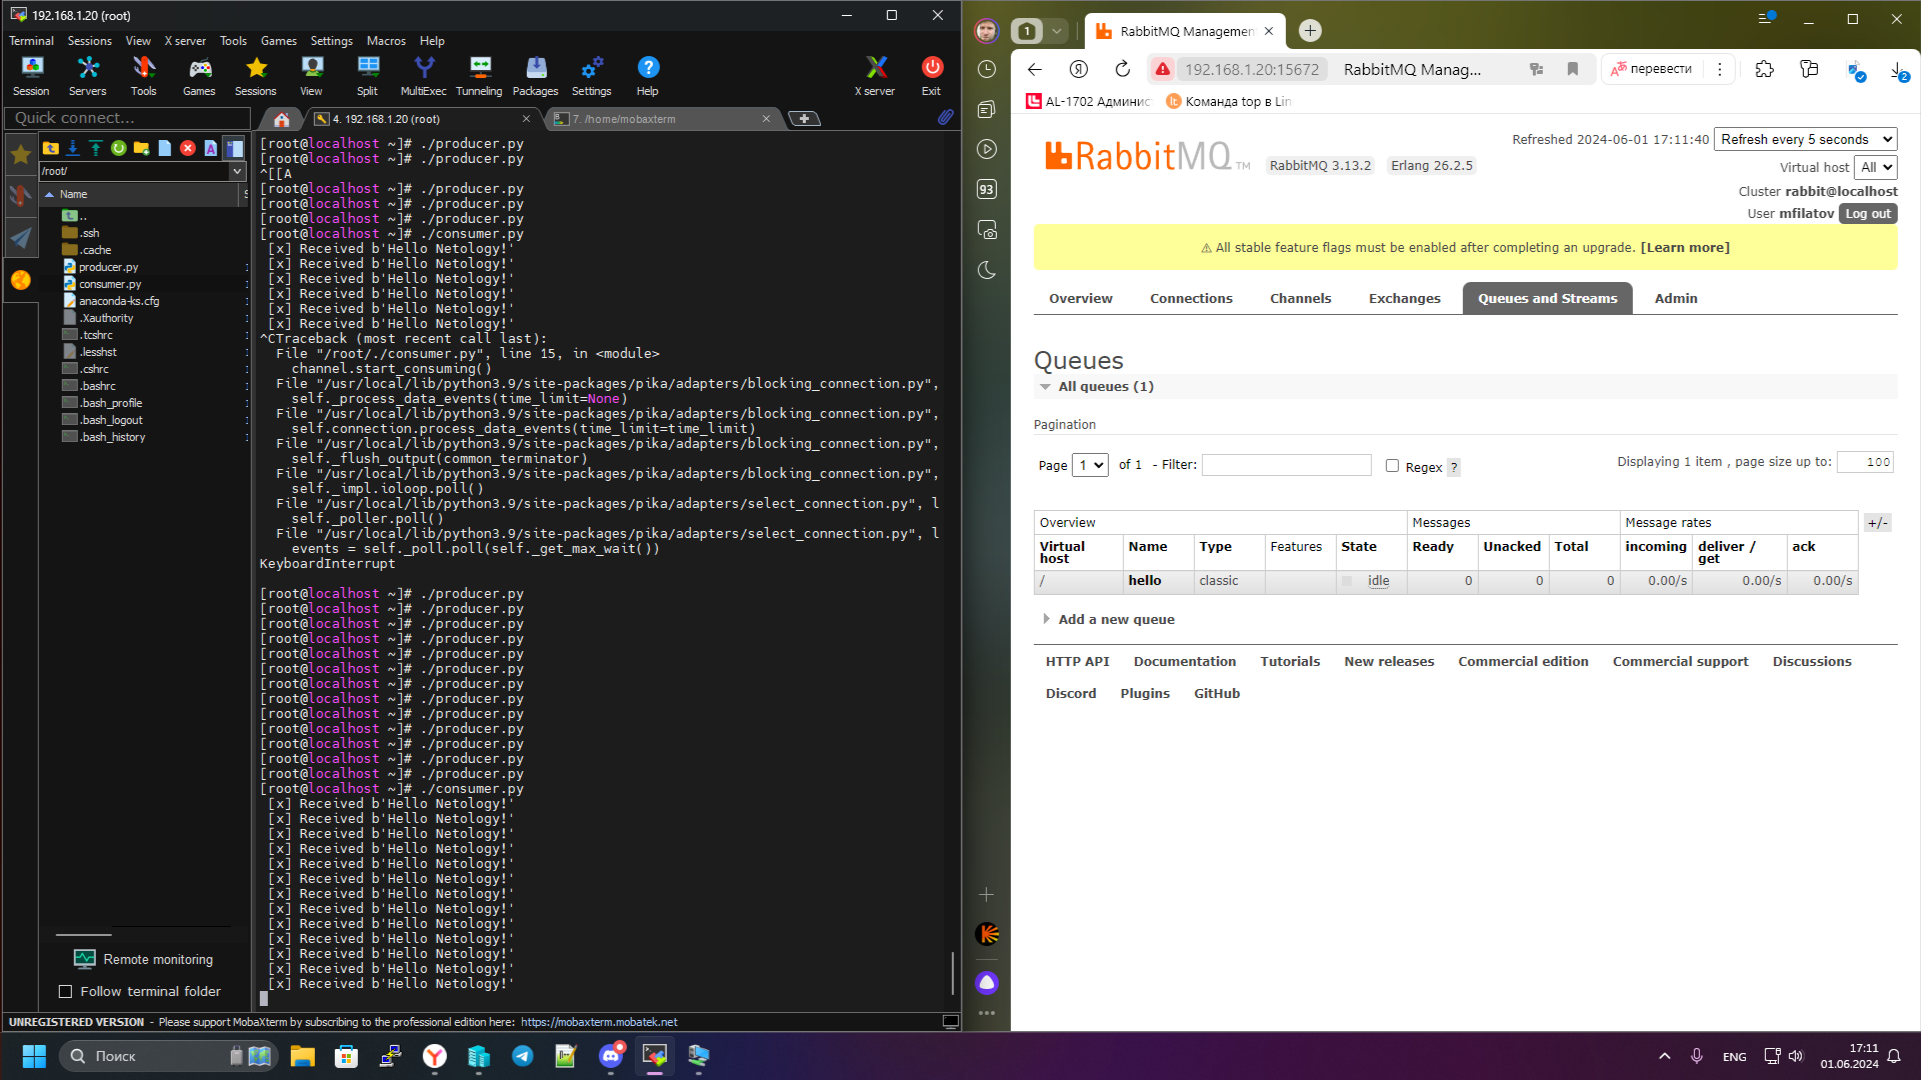 192.168.1.20 (root)
Terminal Sessions View X server Tools Games Settings Macros Help
Session Servers Tools Games Sessions View Split MultiExec Tunneling Packages Settings Help X server Exit
Quick connect...
4. 192.168.1.20 (root)
7. /home/mobaxterm
/root/
Name
..
.ssh
.cache
producer.py
consumer.py
anaconda-ks.cfg
.Xauthority
.tcshrc
.lesshst
.cshrc
.bashrc
.bash_profile
.bash_logout
.bash_history
Remote monitoring
Follow terminal folder
[root@localhost ~]# ./producer.py
[root@localhost ~]# ./producer.py
^[[A
[root@localhost ~]# ./producer.py
[root@localhost ~]# ./producer.py
[root@localhost ~]# ./producer.py
[root@localhost ~]# ./consumer.py
[x] Received b'Hello Netology!'
[x] Received b'Hello Netology!'
[x] Received b'Hello Netology!'
[x] Received b'Hello Netology!'
[x] Received b'Hello Netology!'
[x] Received b'Hello Netology!'
^CTraceback (most recent call last):
File "/root/./consumer.py", line 15, in <module>
channel.start_consuming()
File "/usr/local/lib/python3.9/site-packages/pika/adapters/blocking_connection.py",
self._process_data_events(time_limit=None)
File "/usr/local/lib/python3.9/site-packages/pika/adapters/blocking_connection.py",
self.connection.process_data_events(time_limit=time_limit)
File "/usr/local/lib/python3.9/site-packages/pika/adapters/blocking_connection.py",
self._flush_output(common_terminator)
File "/usr/local/lib/python3.9/site-packages/pika/adapters/blocking_connection.py",
self._impl.ioloop.poll()
File "/usr/local/lib/python3.9/site-packages/pika/adapters/select_connection.py", l
self._poller.poll()
File "/usr/local/lib/python3.9/site-packages/pika/adapters/select_connection.py", l
events = self._poll.poll(self._get_max_wait())
KeyboardInterrupt
[root@localhost ~]# ./producer.py
[root@localhost ~]# ./producer.py
[root@localhost ~]# ./producer.py
[root@localhost ~]# ./producer.py
[root@localhost ~]# ./producer.py
[root@localhost ~]# ./producer.py
[root@localhost ~]# ./producer.py
[root@localhost ~]# ./producer.py
[root@localhost ~]# ./producer.py
[root@localhost ~]# ./producer.py
[root@localhost ~]# ./producer.py
[root@localhost ~]# ./producer.py
[root@localhost ~]# ./producer.py
[root@localhost ~]# ./consumer.py
[x] Received b'Hello Netology!'
[x] Received b'Hello Netology!'
[x] Received b'Hello Netology!'
[x] Received b'Hello Netology!'
[x] Received b'Hello Netology!'
[x] Received b'Hello Netology!'
[x] Received b'Hello Netology!'
[x] Received b'Hello Netology!'
[x] Received b'Hello Netology!'
[x] Received b'Hello Netology!'
[x] Received b'Hello Netology!'
[x] Received b'Hello Netology!'
[x] Received b'Hello Netology!'
UNREGISTERED VERSION - Please support MobaXterm by subscribing to the professional edition here: https://mobaxterm.mobatek.net
1
RabbitMQ Managemen
192.168.1.20:15672 RabbitMQ Manag...
перевести
2
AL-1702 Админис
Команда top в Lin
93
RabbitMQ TM
RabbitMQ 3.13.2 Erlang 26.2.5
Refreshed 2024-06-01 17:11:40 Refresh every 5 seconds
Virtual host All
Cluster rabbit@localhost
User mfilatov Log out
⚠ All stable feature flags must be enabled after completing an upgrade. [Learn more]
Overview Connections Channels Exchanges Queues and Streams Admin
Queues
All queues (1)
Pagination
Page 1 of 1 - Filter: Regex ? Displaying 1 item , page size up to: 100
Overview Messages Message rates +/-
Virtual host Name Type Features State Ready Unacked Total incoming deliver / get ack
/ hello classic idle 0 0 0 0.00/s 0.00/s 0.00/s
Add a new queue
HTTP API Documentation Tutorials New releases Commercial edition Commercial support Discussions
Discord Plugins GitHub
Поиск
ENG
17:11
01.06.2024